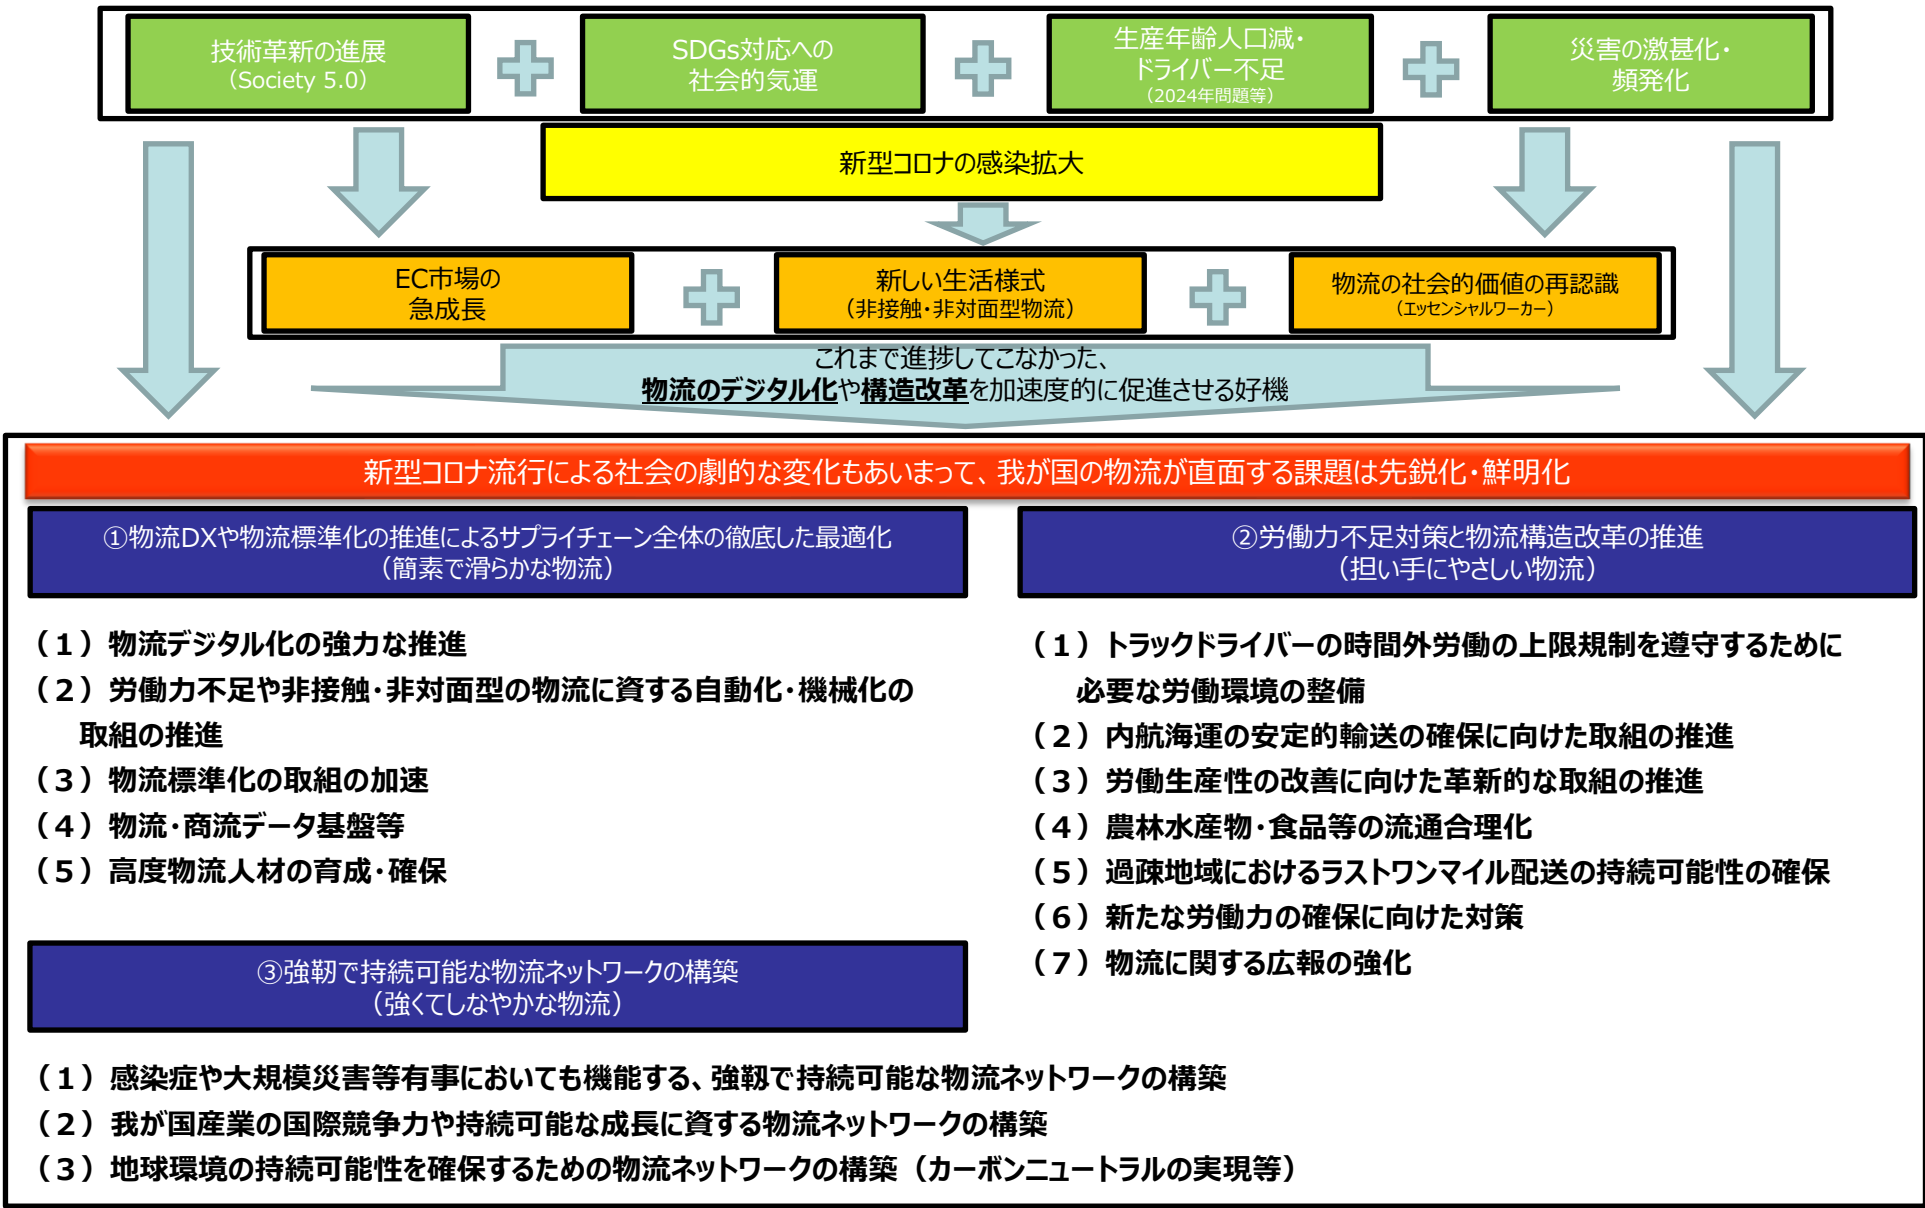 技術革新の進展
（Society 5.0）
SDGs対応への
社会的気運
生産年齢人口減・
ドライバー不足
（2024年問題等）
災害の激甚化・
頻発化
新型コロナの感染拡大
EC市場の
急成長
新しい生活様式
（非接触・非対面型物流）
物流の社会的価値の再認識
（エッセンシャルワーカー）
これまで進捗してこなかった、
物流のデジタル化や構造改革を加速度的に促進させる好機
新型コロナ流行による社会の劇的な変化もあいまって、我が国の物流が直面する課題は先鋭化・鮮明化
①物流DXや物流標準化の推進によるサプライチェーン全体の徹底した最適化
（簡素で滑らかな物流）
（１）物流デジタル化の強力な推進
（２）労働力不足や非接触・非対面型の物流に資する自動化・機械化の
取組の推進
（３）物流標準化の取組の加速
（４）物流・商流データ基盤等
（５）高度物流人材の育成・確保
②労働力不足対策と物流構造改革の推進
（担い手にやさしい物流）
（１）トラックドライバーの時間外労働の上限規制を遵守するために
必要な労働環境の整備
（２）内航海運の安定的輸送の確保に向けた取組の推進
（３）労働生産性の改善に向けた革新的な取組の推進
（４）農林水産物・食品等の流通合理化
（５）過疎地域におけるラストワンマイル配送の持続可能性の確保
（６）新たな労働力の確保に向けた対策
（７）物流に関する広報の強化
③強靭で持続可能な物流ネットワークの構築
（強くてしなやかな物流）
（１）感染症や大規模災害等有事においても機能する、強靱で持続可能な物流ネットワークの構築
（２）我が国産業の国際競争力や持続可能な成長に資する物流ネットワークの構築
（３）地球環境の持続可能性を確保するための物流ネットワークの構築（カーボンニュートラルの実現等）